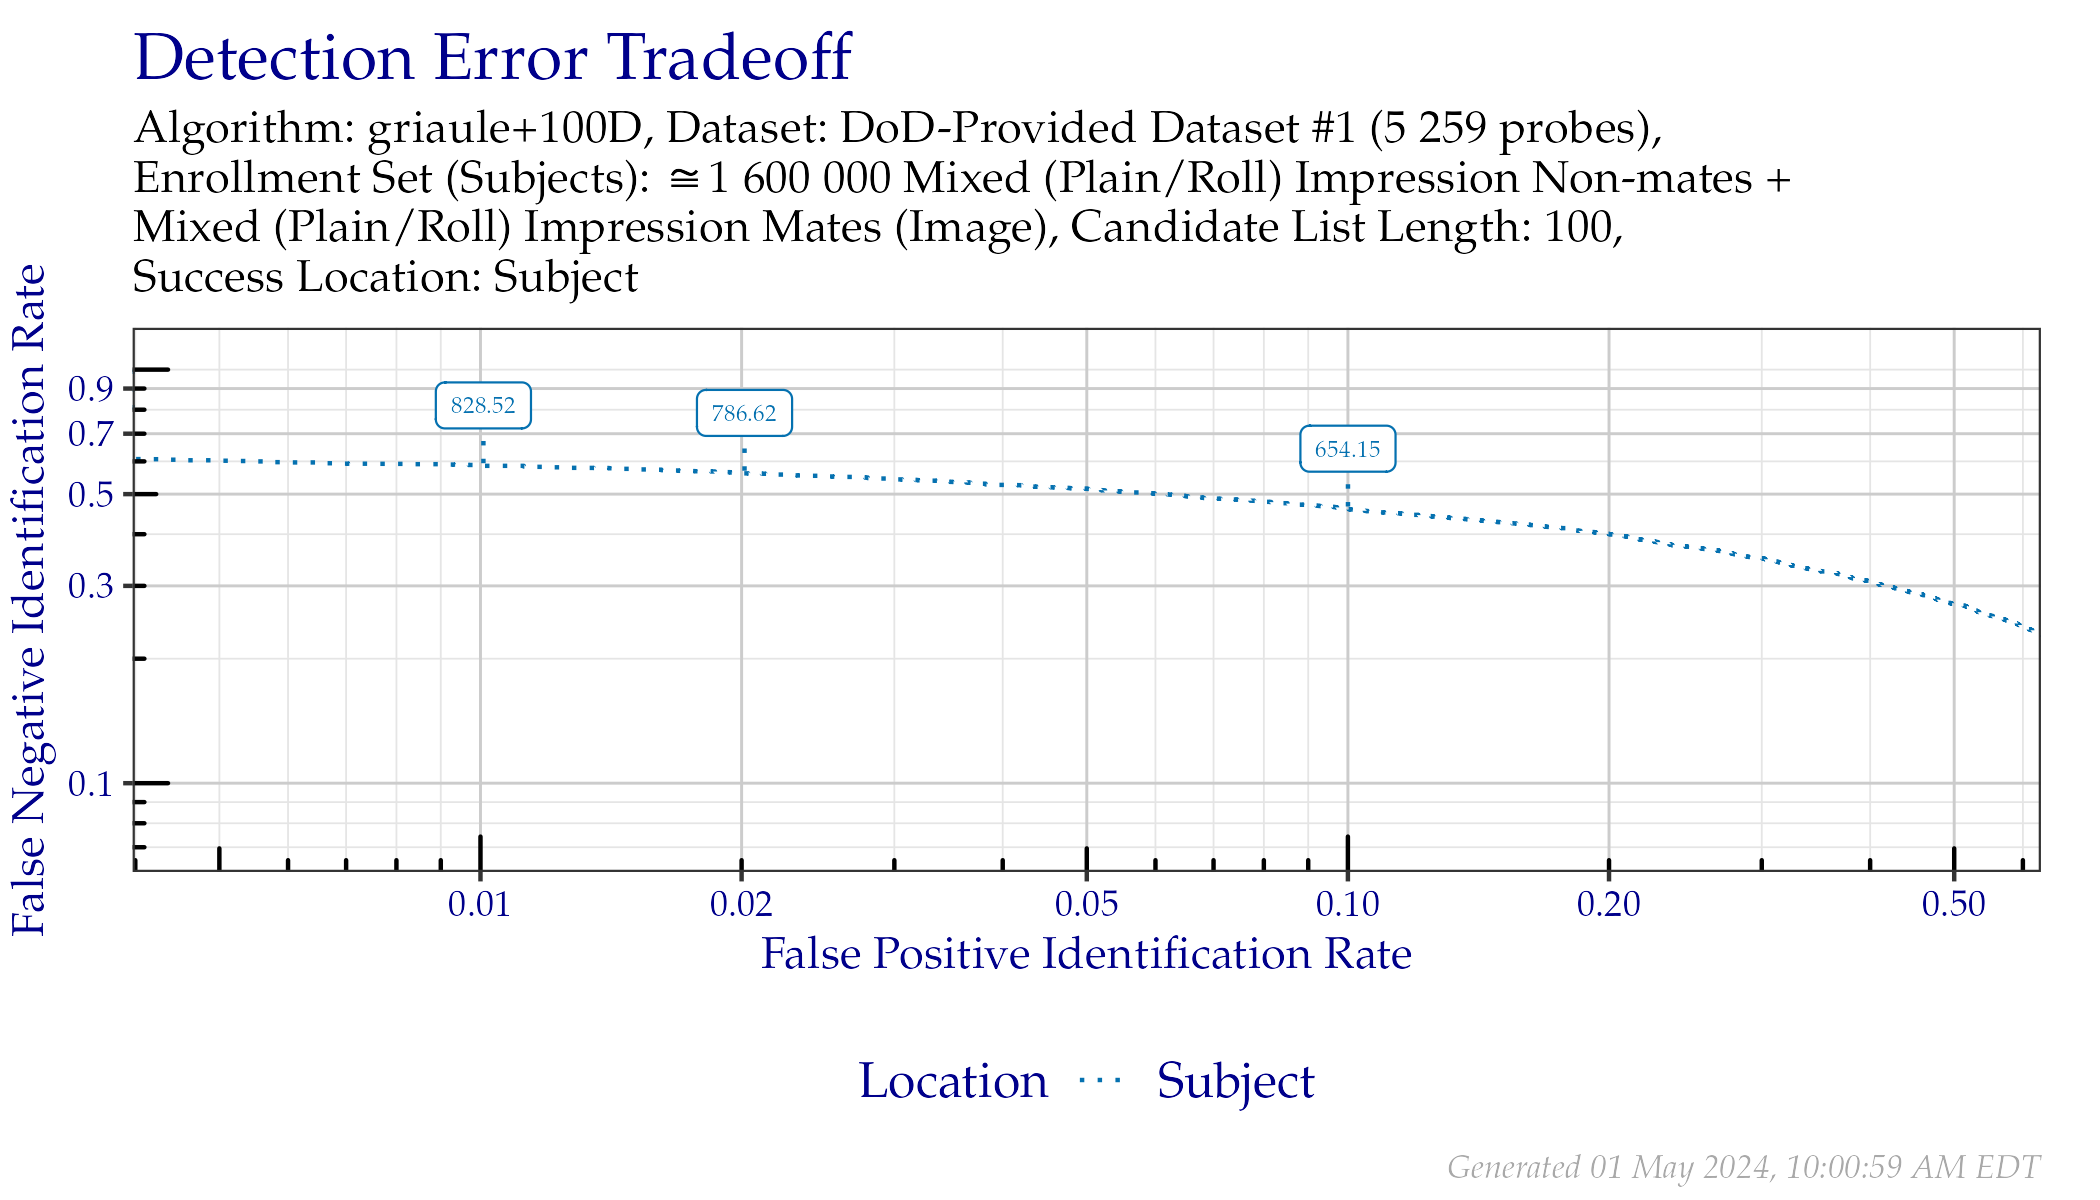 Detection Error Tradeoff
Algorithm: griaule+100D, Dataset: DoD-Provided Dataset #1 (5 259 probes),
Enrollment Set (Subjects): ≅1 600 000 Mixed (Plain/Roll) Impression Non-mates +
Mixed (Plain/Roll) Impression Mates (Image), Candidate List Length: 100,
Success Location: Subject
False Negative Identification Rate
0.9
0.7
0.5
0.3
0.1
828.52
786.62
654.15
0.01 0.02 0.05 0.10 0.20 0.50
False Positive Identification Rate
Location Subject
Generated 01 May 2024, 10:00:59 AM EDT